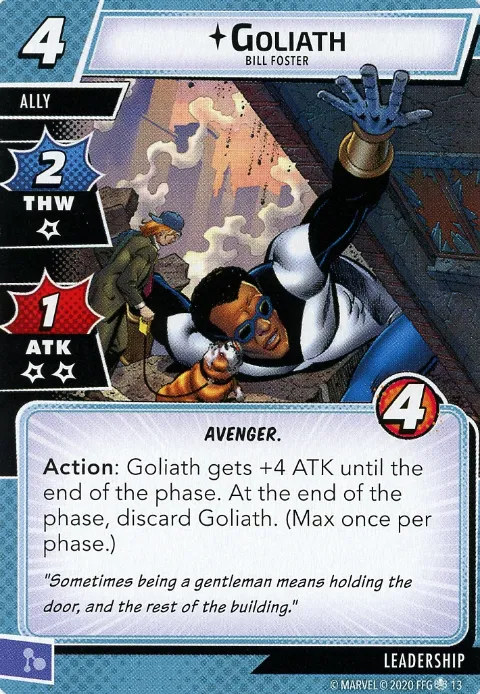 4
GOLIATH
BILL FOSTER
ALLY
2
THW
1
ATK
4
AVENGER.
Action: Goliath gets +4 ATK until the
end of the phase. At the end of the
phase, discard Goliath. (Max once per
phase.)
"Sometimes being a gentleman means holding the
door, and the rest of the building."
LEADERSHIP
© MARVEL © 2020 FFG 13